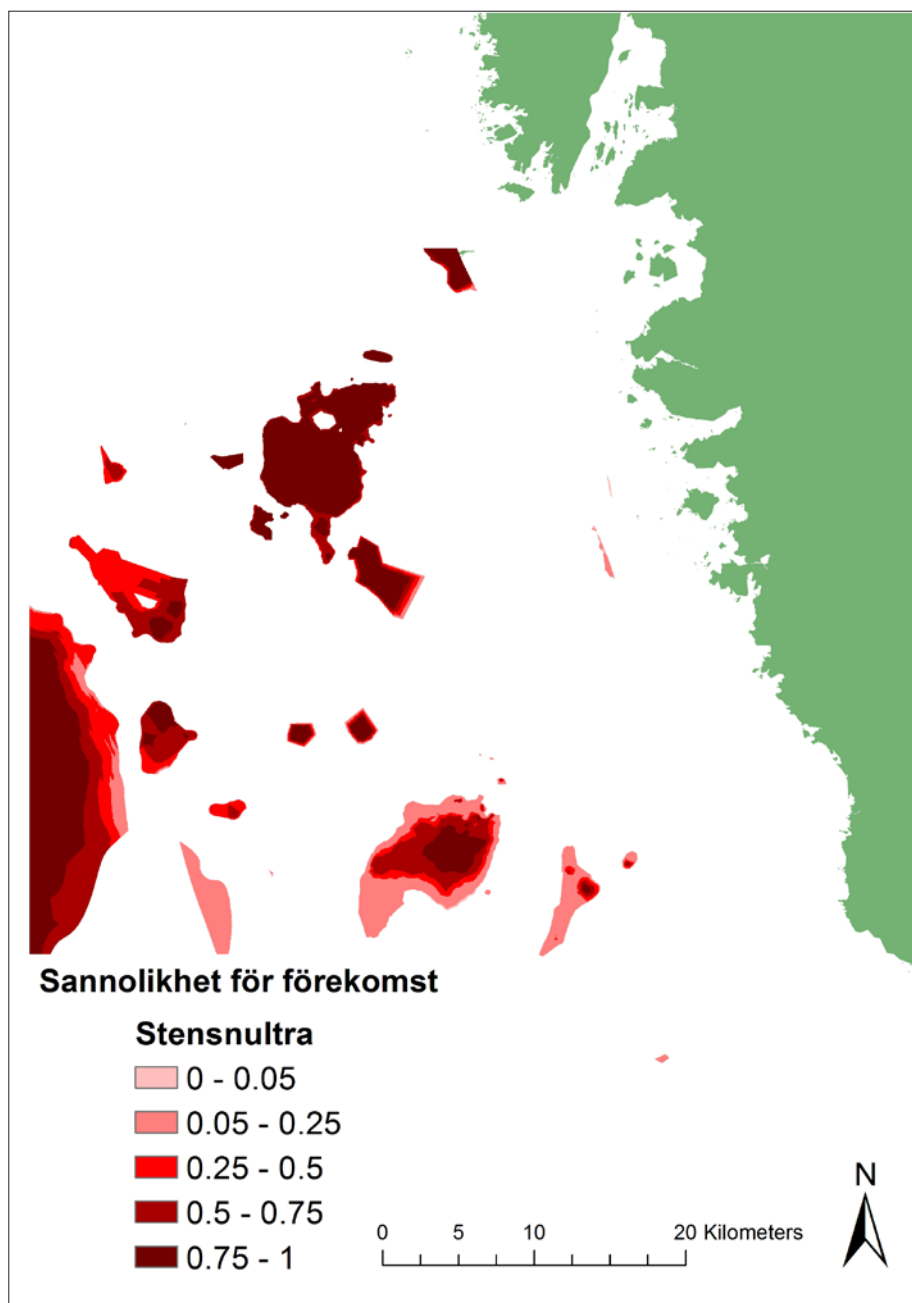 Sannolikhet för förekomst
Stensnultra
0 - 0.05
0.05 - 0.25
0.25 - 0.5
0.5 - 0.75
0.75 - 1
0 5 10 20 Kilometers
N